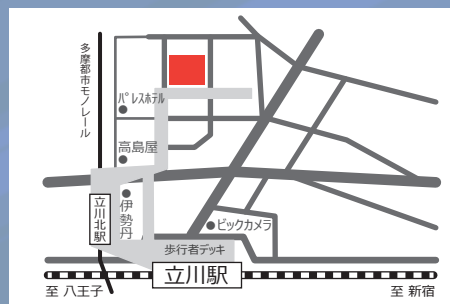 多摩都市モノレール
パレスホテル
高島屋
伊勢丹
立川北駅
ビックカメラ
歩行者デッキ
立川駅
至 八王子
至 新宿